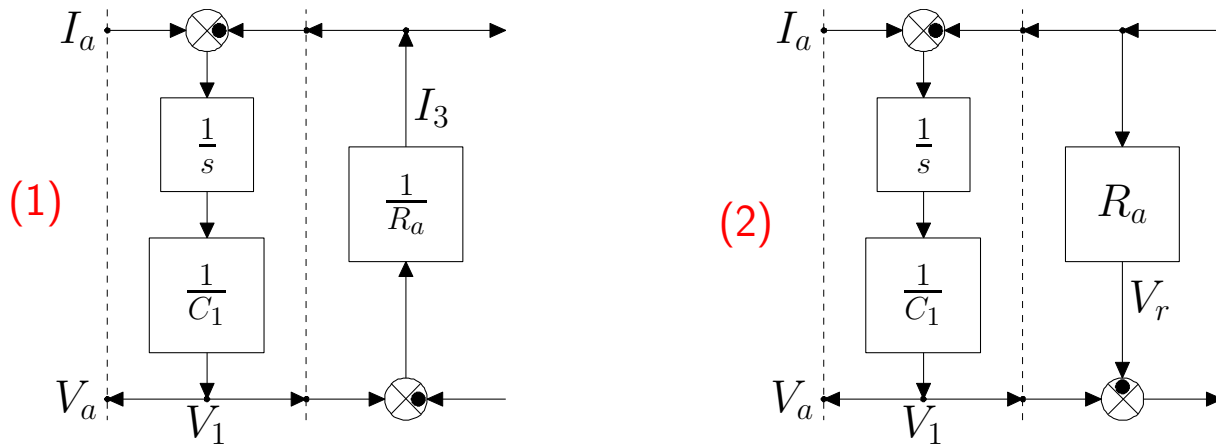 (1)
I_a
1/s
1/C_1
V_a
V_1
I_3
1/R_a
(2)
I_a
1/s
1/C_1
V_a
V_1
R_a
V_r